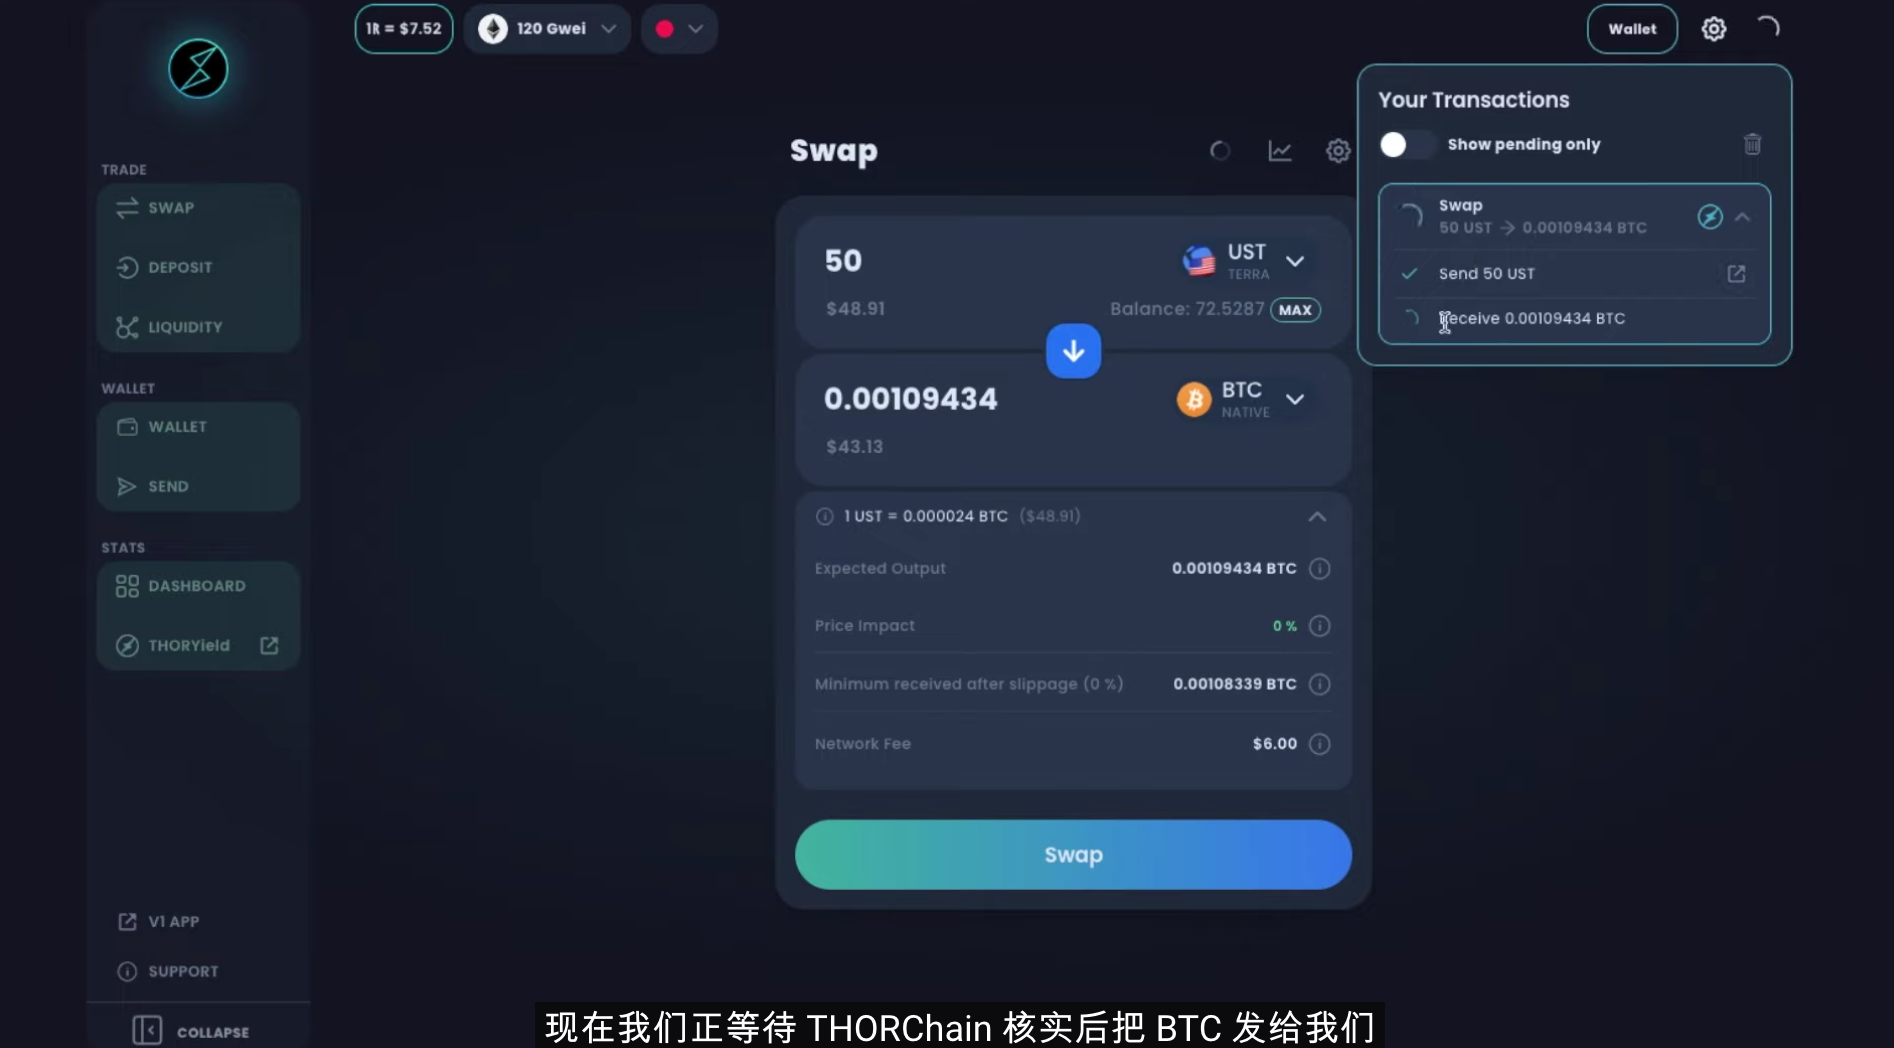 1R = $7.52
120 Gwei
Wallet
TRADE
SWAP
DEPOSIT
LIQUIDITY
WALLET
WALLET
SEND
STATS
DASHBOARD
THORYield
V1 APP
SUPPORT
COLLAPSE
Swap
50
UST
TERRA
$48.91
Balance: 72.5287
MAX
0.00109434
BTC
NATIVE
$43.13
1 UST = 0.000024 BTC ($48.91)
Expected Output 0.00109434 BTC
Price Impact 0 %
Minimum received after slippage (0 %) 0.00108339 BTC
Network Fee $6.00
Swap
Your Transactions
Show pending only
Swap
50 UST → 0.00109434 BTC
Send 50 UST
Receive 0.00109434 BTC
现在我们正等待 THORChain 核实后把 BTC 发给我们